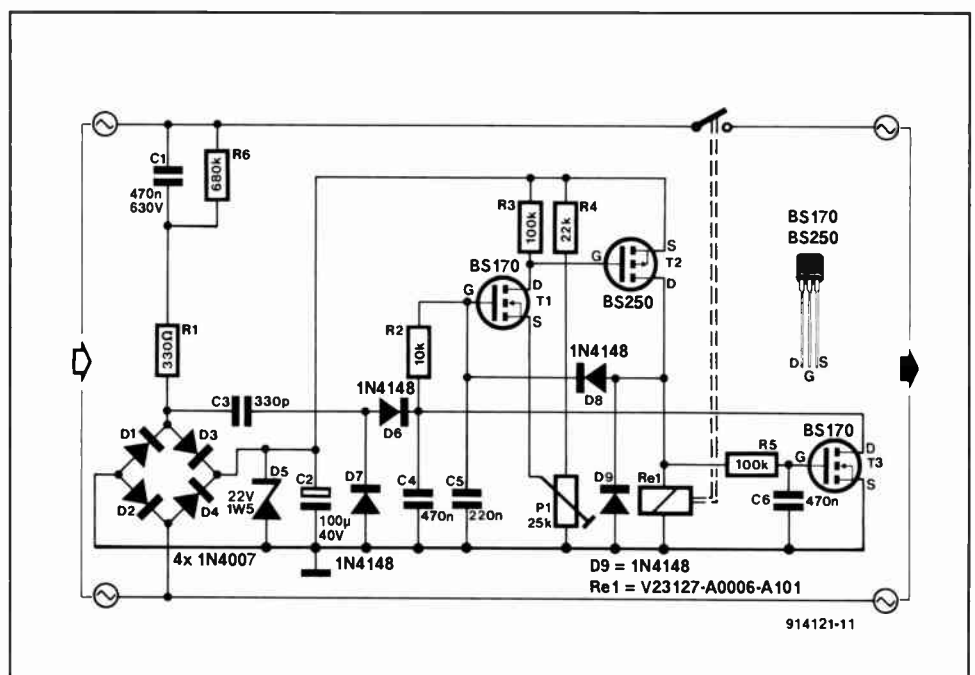 C1
470n
630V
R6
680k
R1
330Ω
C3
330p
D1
D3
D2
D4
4x 1N4007
D5
22V
1W5
C2
100µ
40V
D7
1N4148
1N4148
D6
R2
10k
C4
470n
C5
220n
BS170
G
D
T1
S
R3
100k
R4
22k
G
S
T2
D
BS250
1N4148
D8
P1
25k
D9
Re1
R5
100k
C6
470n
BS170
G
D
T3
S
BS170
BS250
D
G
S
D9 = 1N4148
Re1 = V23127-A0006-A101
914121-11